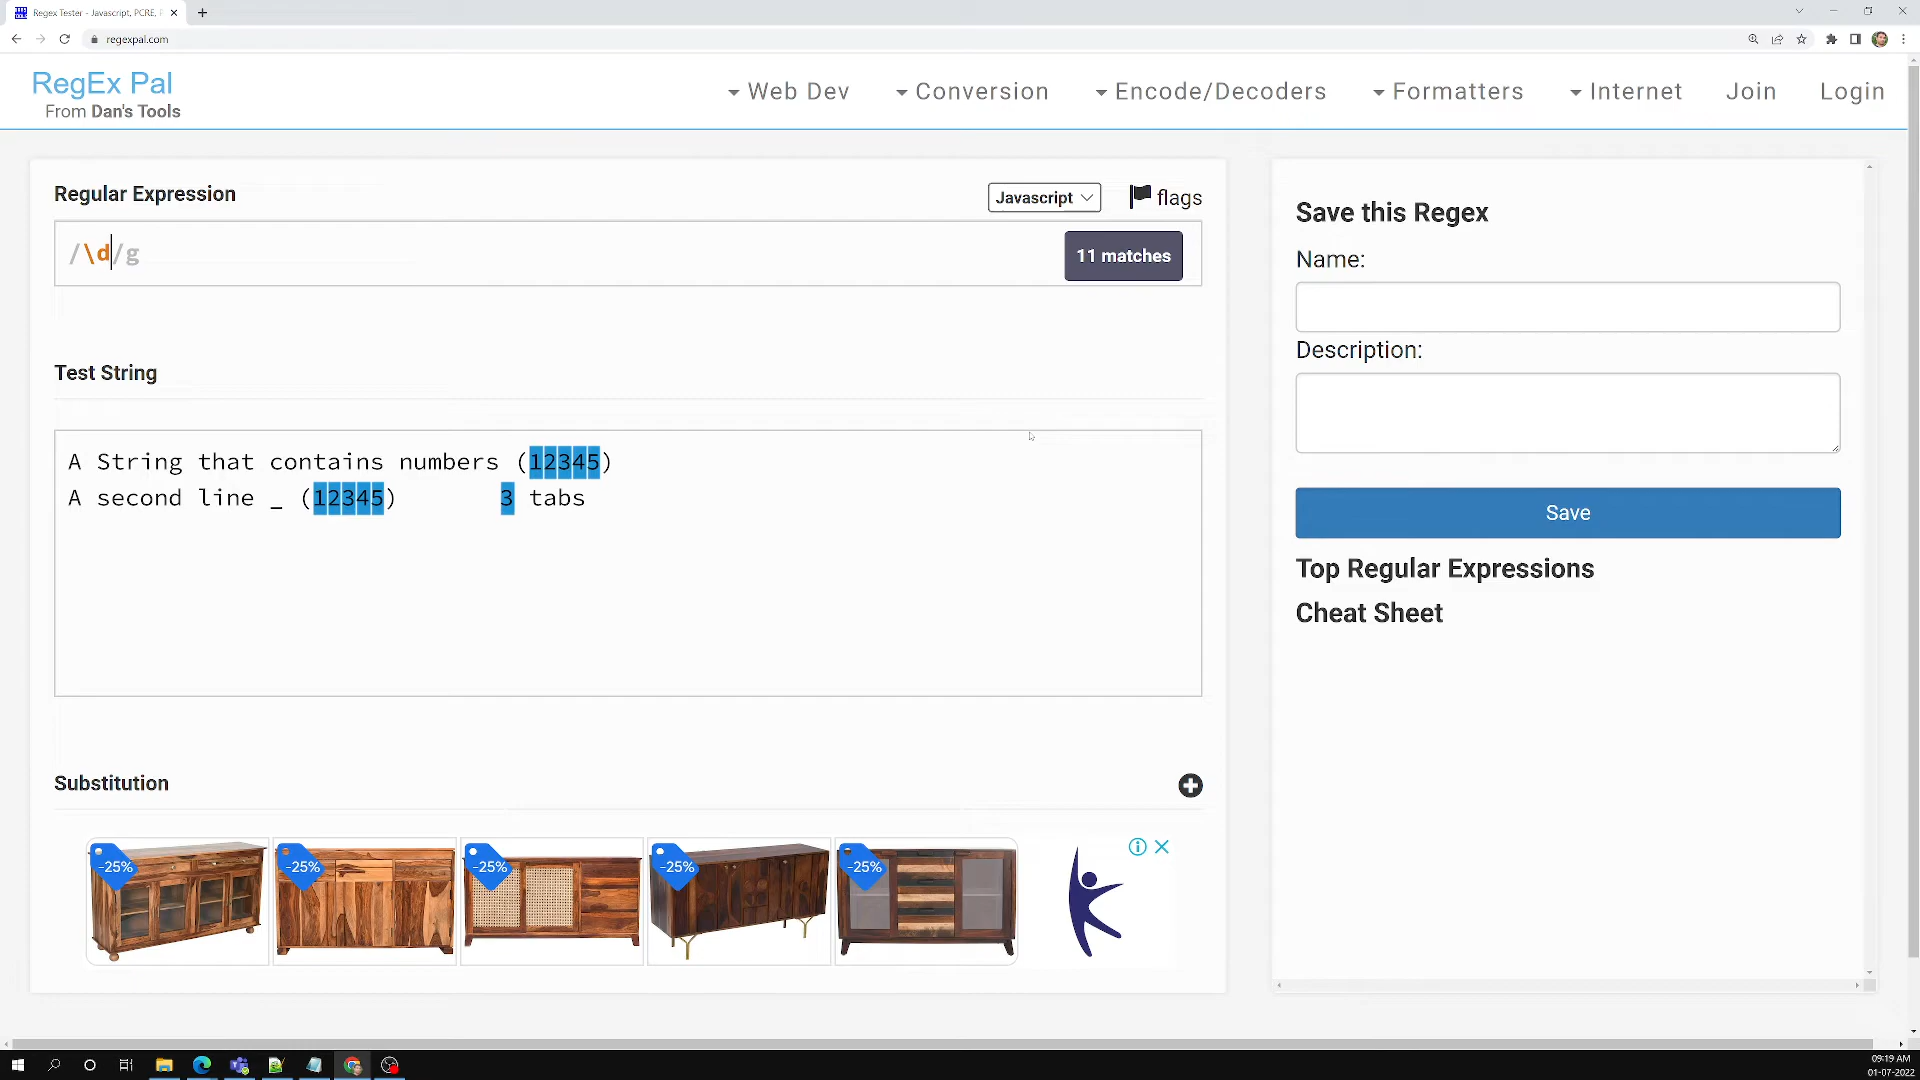 Regex Tester - Javascript, PCRE,
regexpal.com
RegEx Pal
From Dan's Tools
Web Dev
Conversion
Encode/Decoders
Formatters
Internet
Join
Login
Regular Expression
Javascript
flags
/\d/g
11 matches
Test String
A String that contains numbers (12345)
A second line _ (12345) 3 tabs
Substitution
-25%
-25%
-25%
-25%
-25%
Save this Regex
Name:
Description:
Save
Top Regular Expressions
Cheat Sheet
09:19 AM
01-07-2022